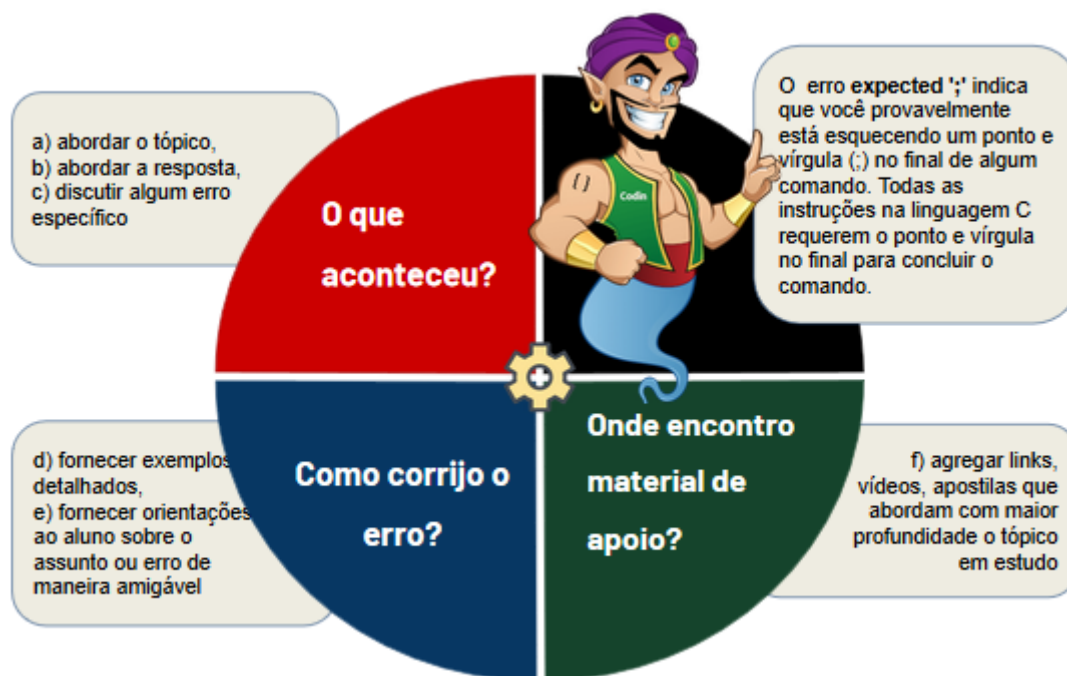 a) abordar o tópico,
b) abordar a resposta,
c) discutir algum erro
específico
O que
aconteceu?
{ }
Codin
O erro expected ';' indica
que você provavelmente
está esquecendo um ponto e
vírgula (;) no final de algum
comando. Todas as
instruções na linguagem C
requerem o ponto e vírgula
no final para concluir o
comando.
d) fornecer exemplos
detalhados,
e) fornecer orientações
ao aluno sobre o
assunto ou erro de
maneira amigável
Como corrijo o
erro?
Onde encontro
material de
apoio?
f) agregar links,
vídeos, apostilas que
abordam com maior
profundidade o tópico
em estudo